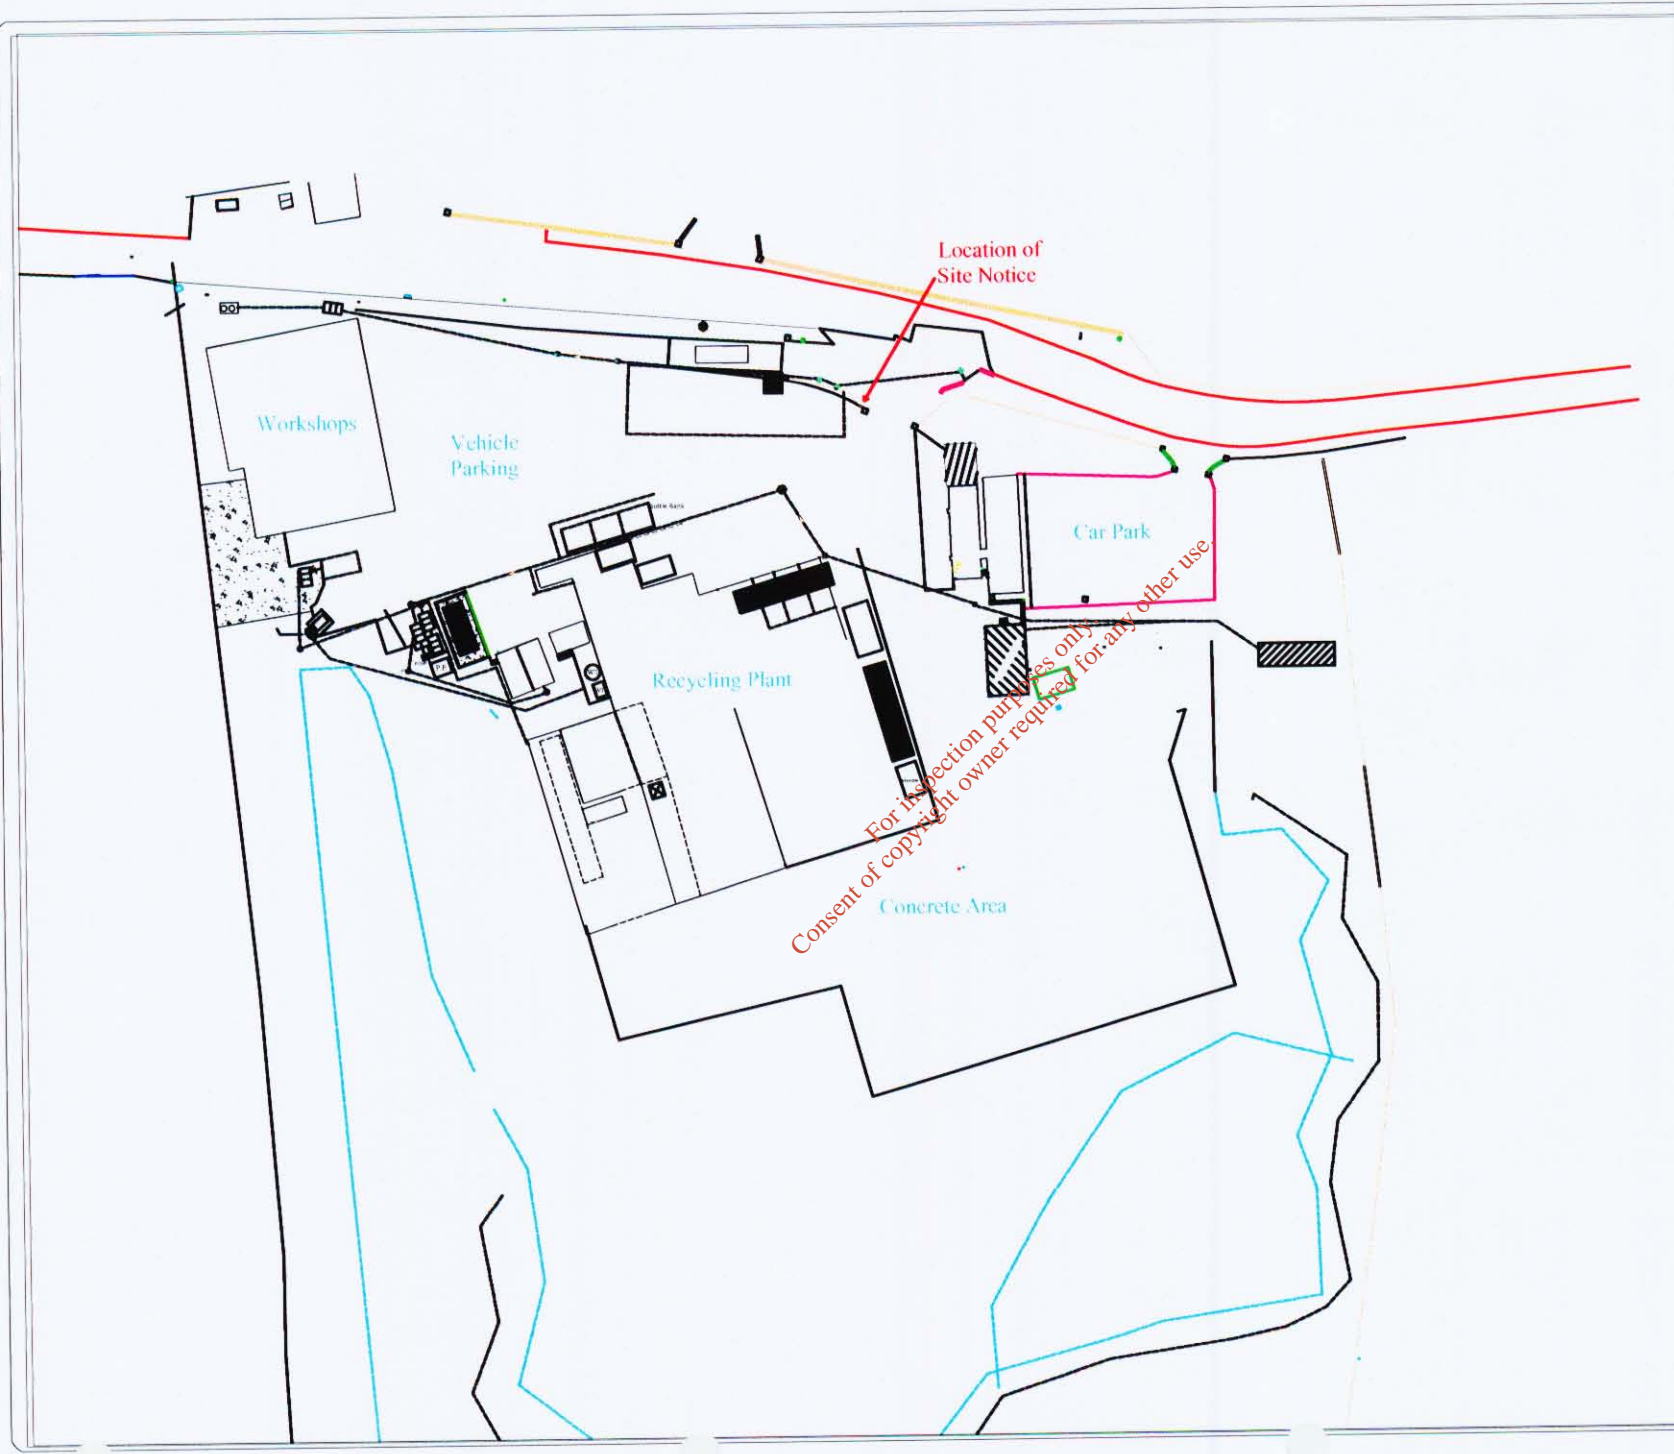 Location of
Site Notice
Workshops
Vehicle
Parking
Car Park
Recycling Plant
Concrete Area
For inspection purposes only.
Consent of copyright owner required for any other use.